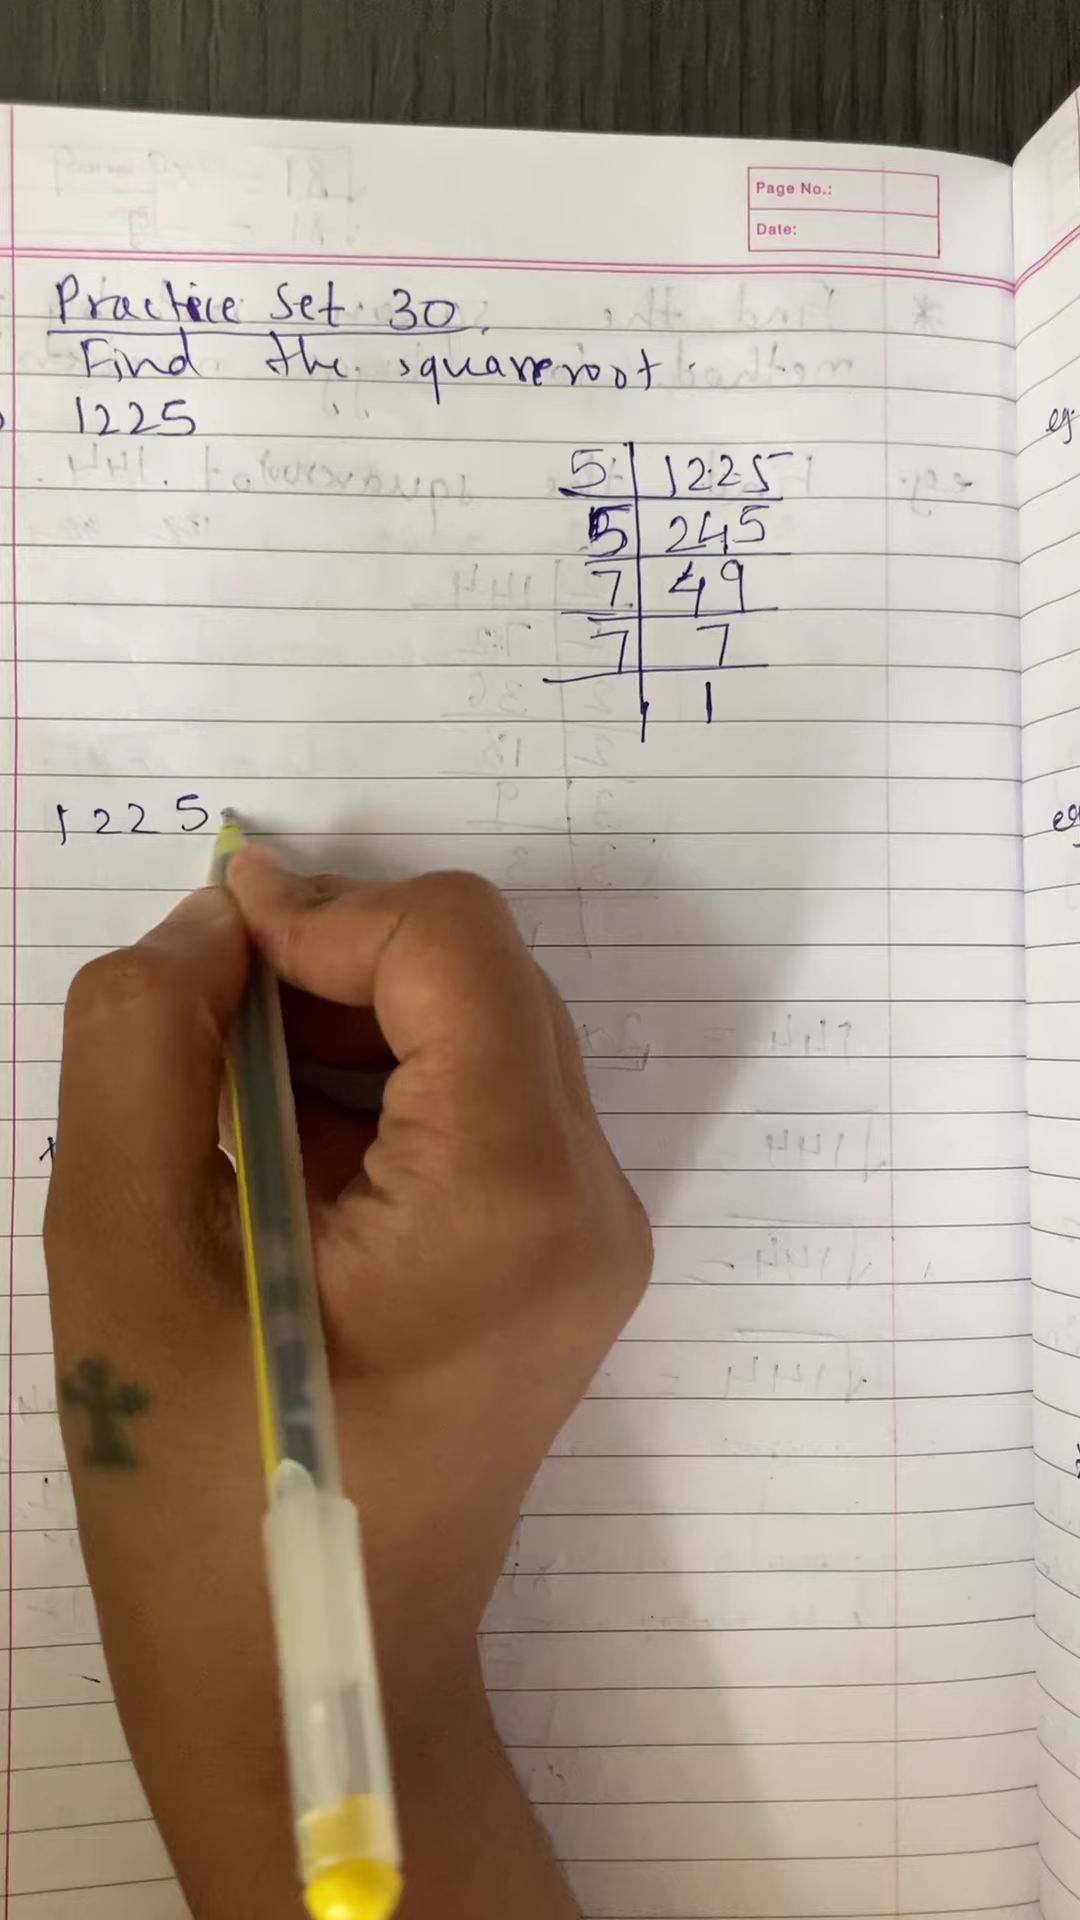 Page No.:
Date:
Practice Set 30.
Find the squareroot.
1225
5 | 1225
5 | 245
7 | 49
7 | 7
1
1225
eg.